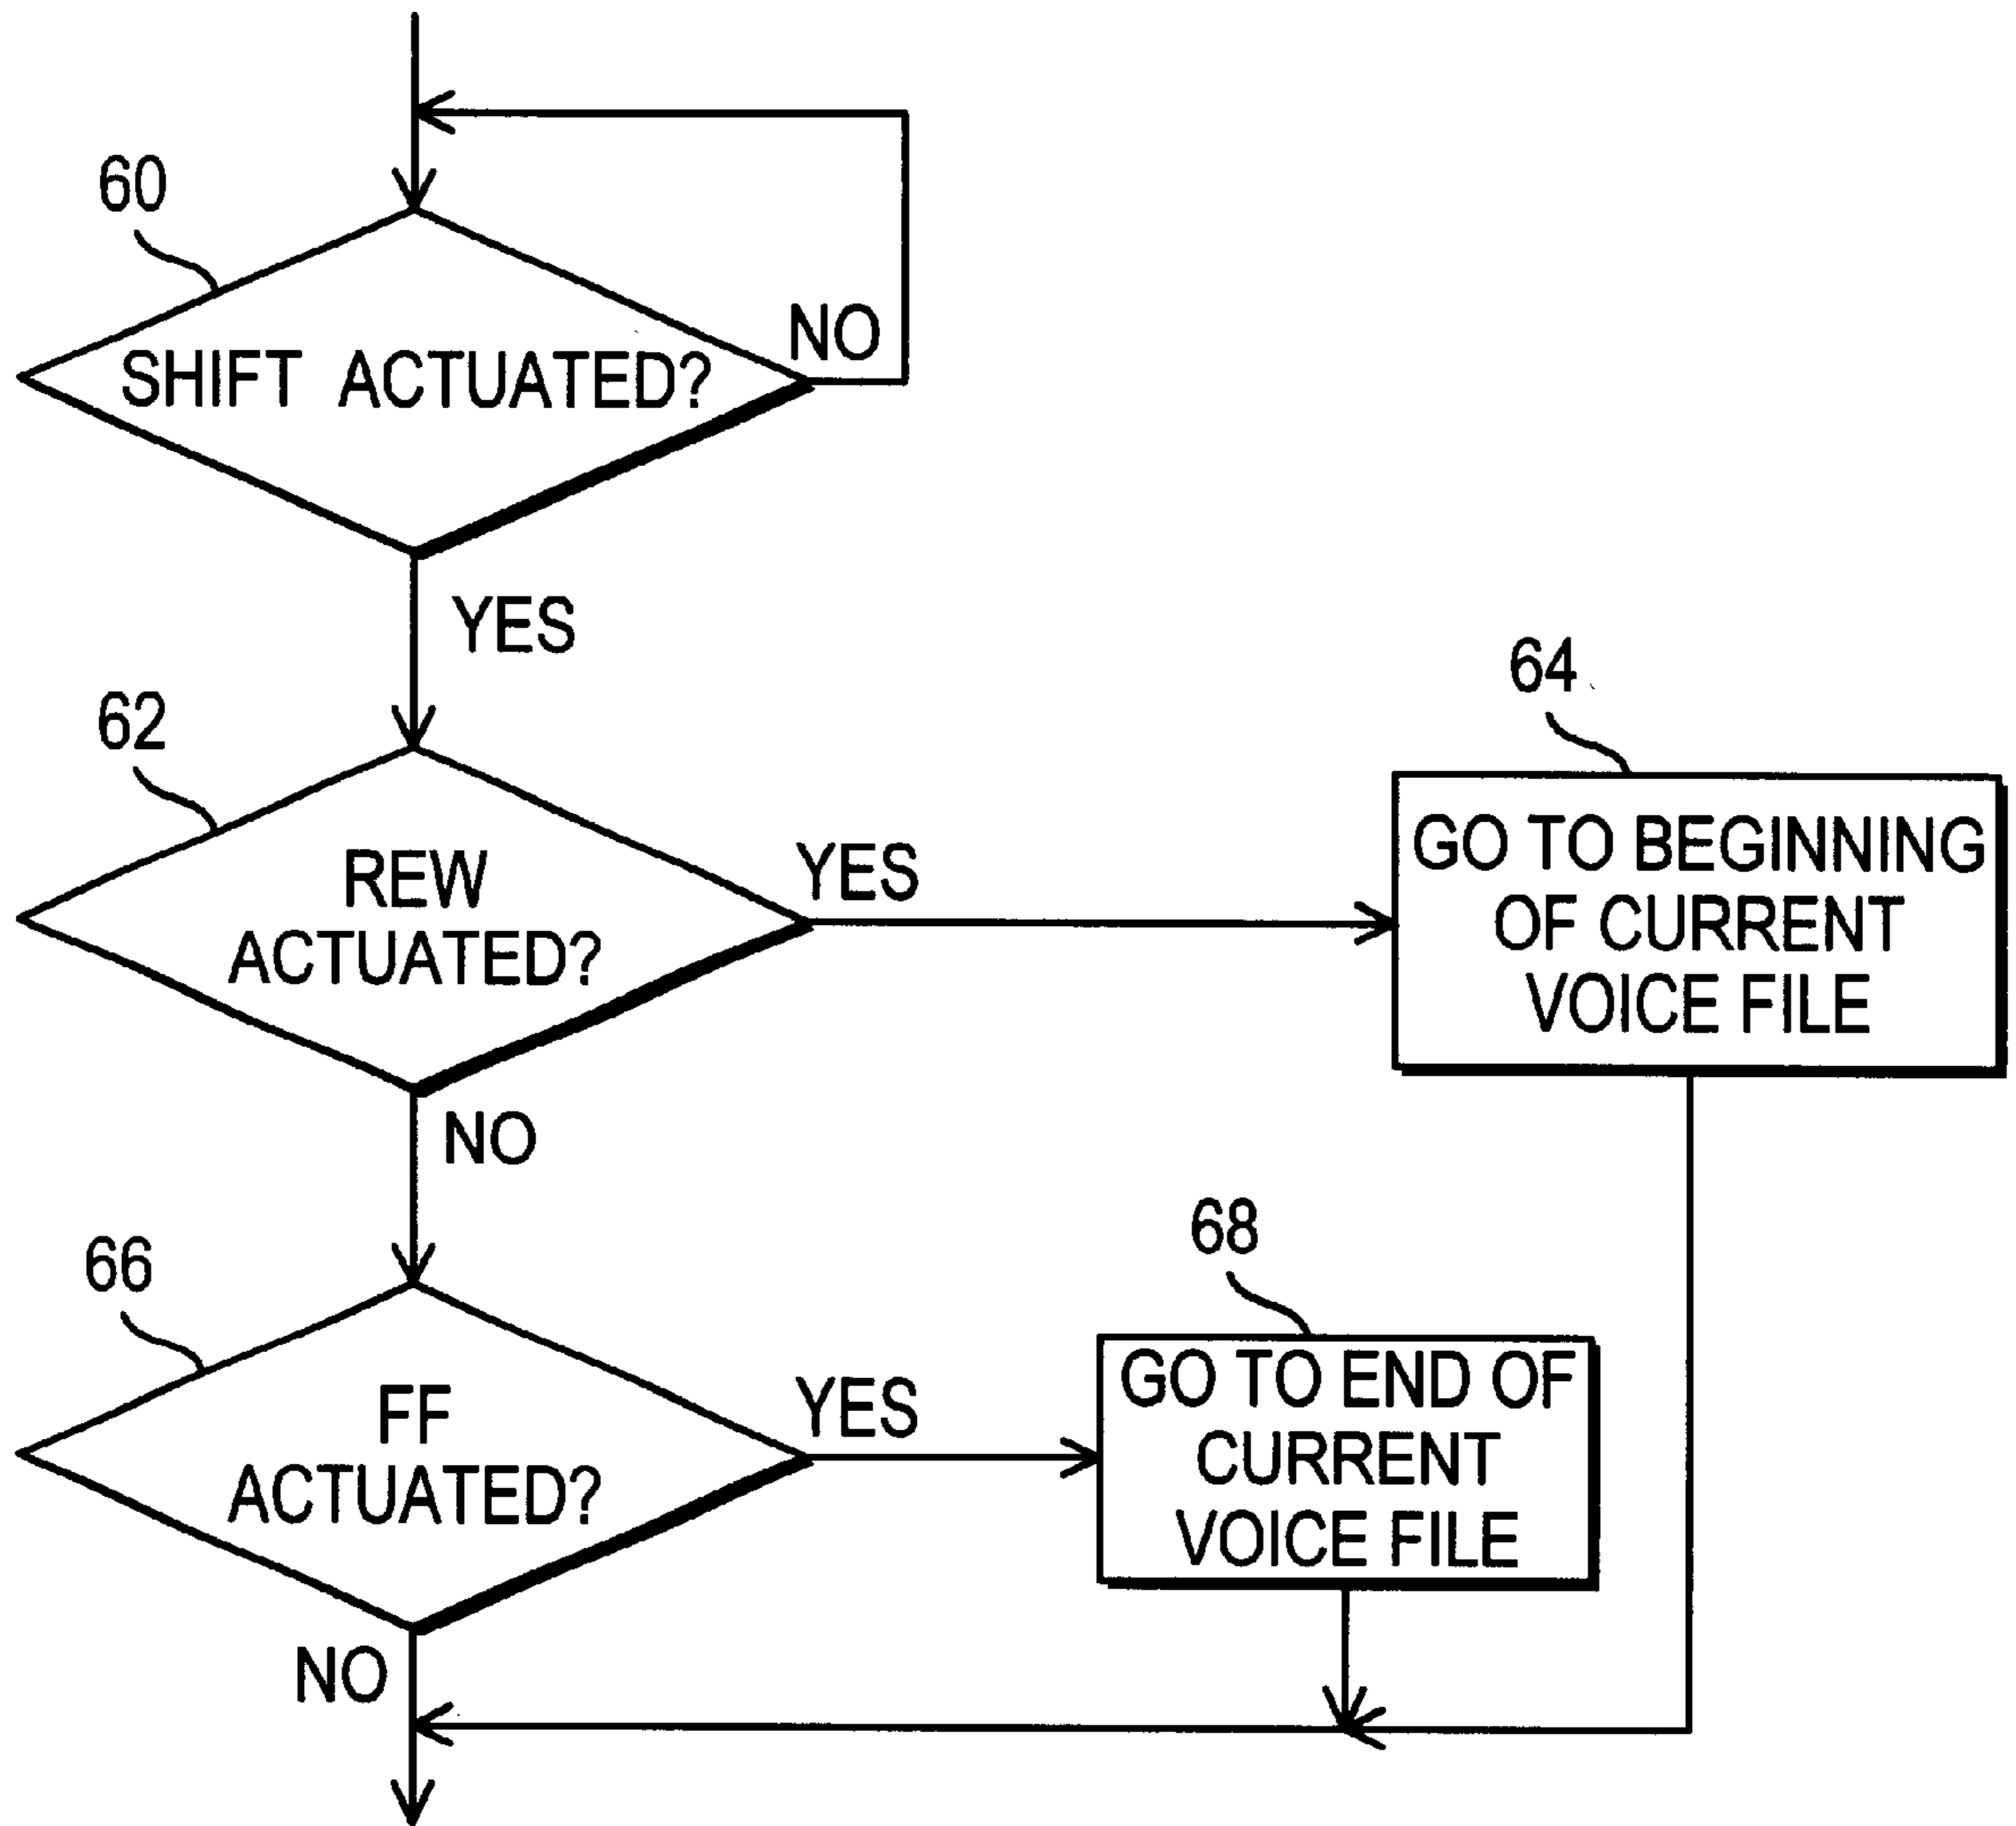 60
SHIFT ACTUATED?
NO
YES
62
REW
ACTUATED?
YES
64
GO TO BEGINNING
OF CURRENT
VOICE FILE
NO
66
FF
ACTUATED?
YES
68
GO TO END OF
CURRENT
VOICE FILE
NO